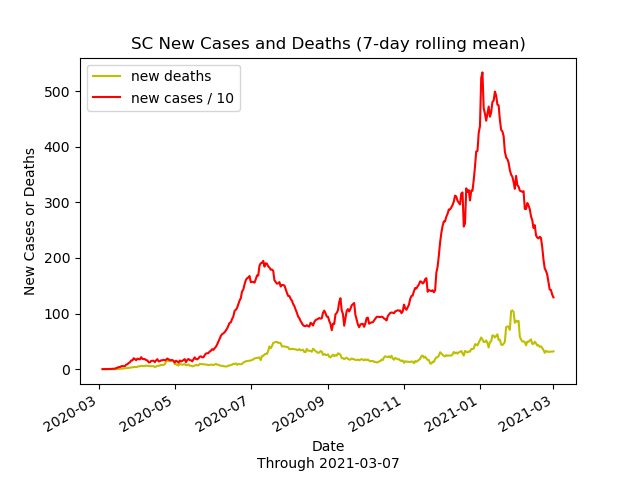 SC New Cases and Deaths (7-day rolling mean)
new deaths
new cases / 10
500
400
300
200
100
0
New Cases or Deaths
2020-03
2020-05
2020-07
2020-09
2020-11
2021-01
2021-03
Date
Through 2021-03-07